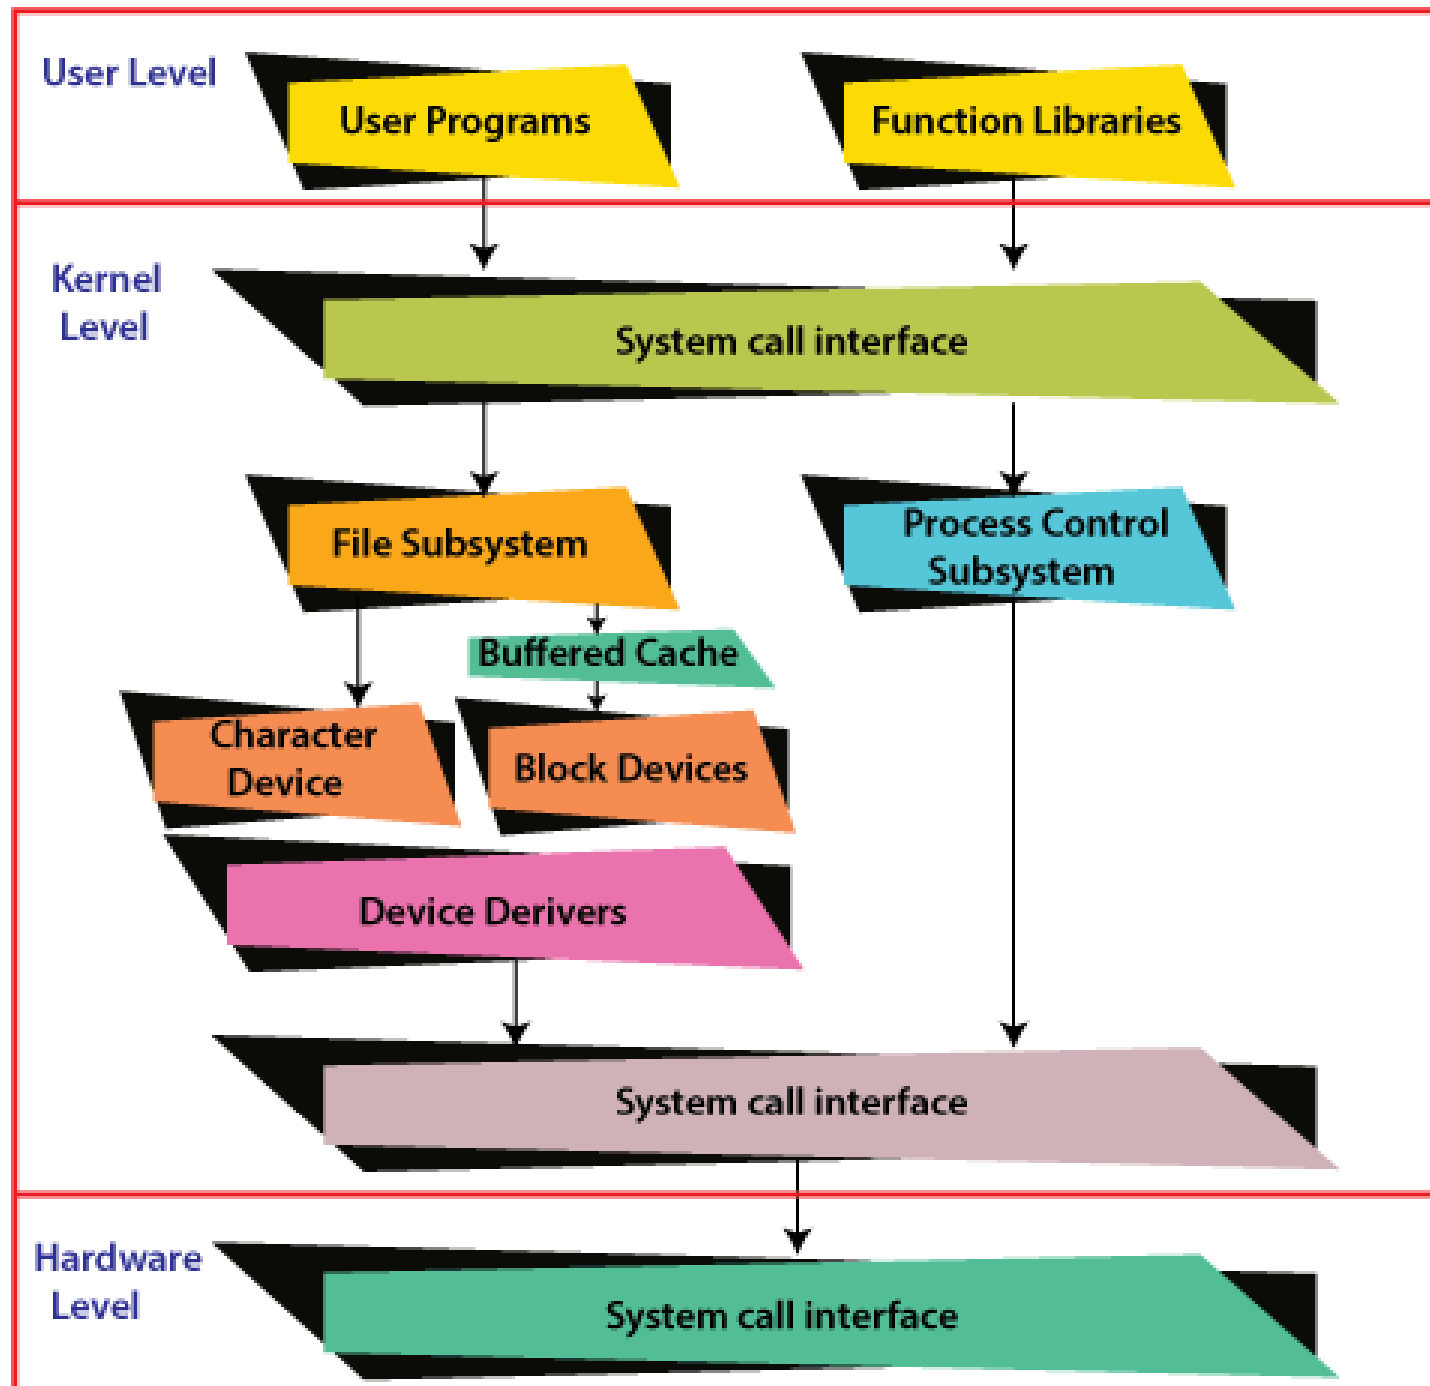 User Level
User Programs
Function Libraries
Kernel
Level
System call interface
File Subsystem
Process Control
Subsystem
Buffered Cache
Character
Device
Block Devices
Device Derivers
System call interface
Hardware
Level
System call interface